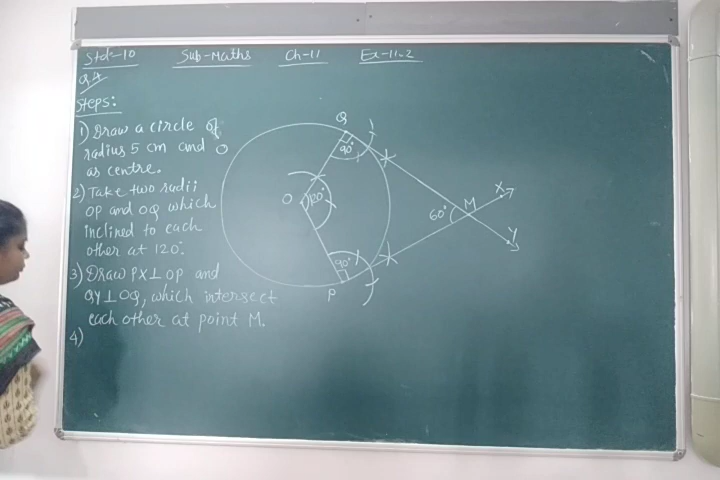 Std:-10 Sub-Maths Ch-11 Ex-11.2
Q4
Steps:
1) Draw a circle of
radius 5 cm and O
as centre.
2) Take two radii
OP and OQ which
inclined to each
other at 120°.
3) Draw PX⊥OP and
QY⊥OQ, which intersect
each other at point M.
4)
Q
90°
O
120°
90°
P
60°
M
X
Y